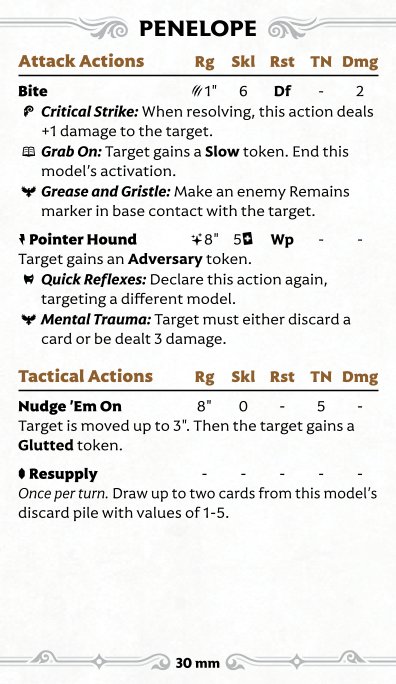 PENELOPE
Attack Actions Rg Skl Rst TN Dmg
Bite 1" 6 Df - 2
Critical Strike: When resolving, this action deals
+1 damage to the target.
Grab On: Target gains a Slow token. End this
model's activation.
Grease and Gristle: Make an enemy Remains
marker in base contact with the target.
Pointer Hound 8" 5 Wp - -
Target gains an Adversary token.
Quick Reflexes: Declare this action again,
targeting a different model.
Mental Trauma: Target must either discard a
card or be dealt 3 damage.
Tactical Actions Rg Skl Rst TN Dmg
Nudge 'Em On 8" 0 - 5 -
Target is moved up to 3". Then the target gains a
Glutted token.
Resupply - - - - -
Once per turn. Draw up to two cards from this model's
discard pile with values of 1-5.
30 mm